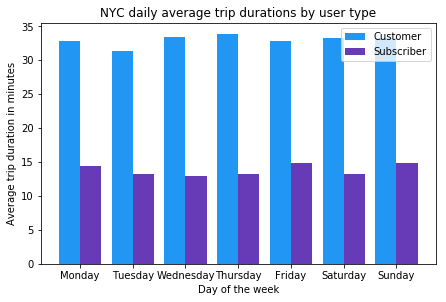 NYC daily average trip durations by user type
Customer
Subscriber
Average trip duration in minutes
35
30
25
20
15
10
5
0
Monday Tuesday Wednesday Thursday Friday Saturday Sunday
Day of the week